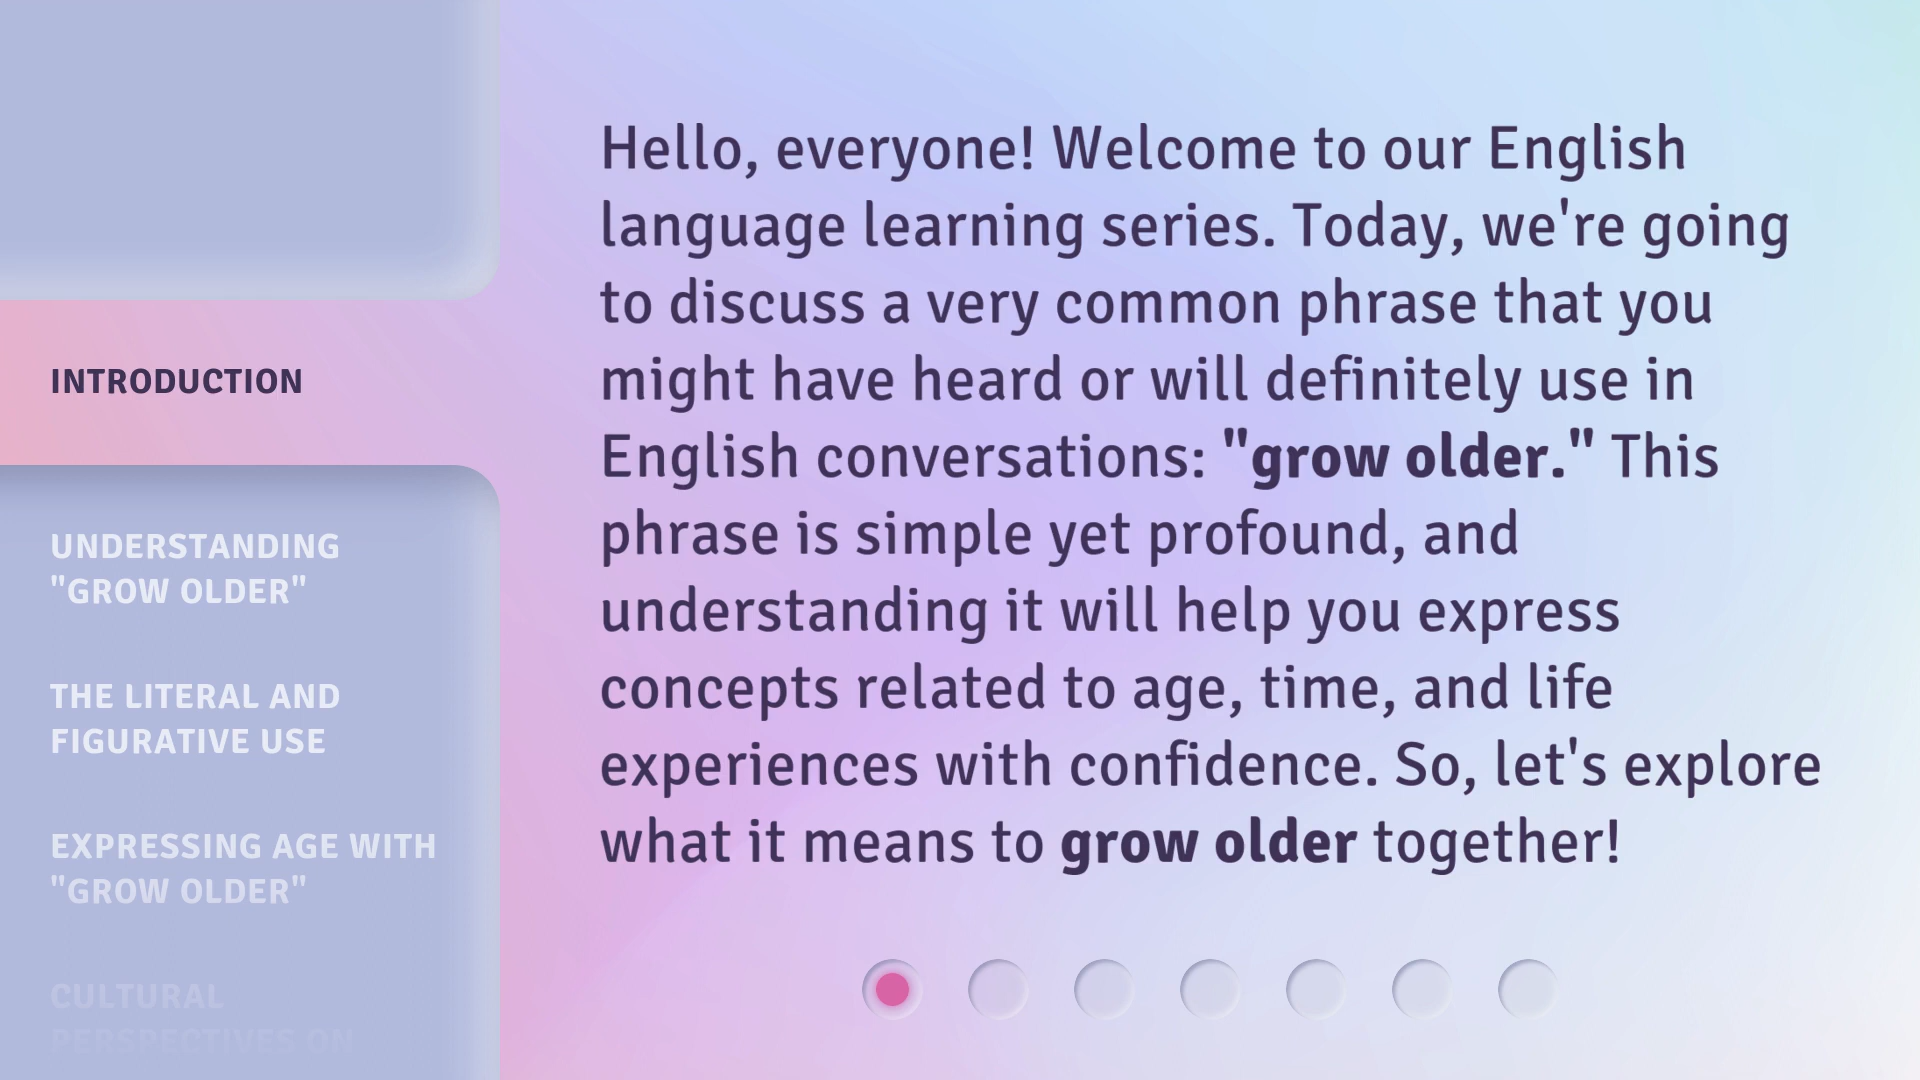 INTRODUCTION
UNDERSTANDING
"GROW OLDER"
THE LITERAL AND
FIGURATIVE USE
EXPRESSING AGE WITH
"GROW OLDER"
CULTURAL
PERSPECTIVES ON
Hello, everyone! Welcome to our English
language learning series. Today, we're going
to discuss a very common phrase that you
might have heard or will definitely use in
English conversations: "grow older." This
phrase is simple yet profound, and
understanding it will help you express
concepts related to age, time, and life
experiences with confidence. So, let's explore
what it means to grow older together!